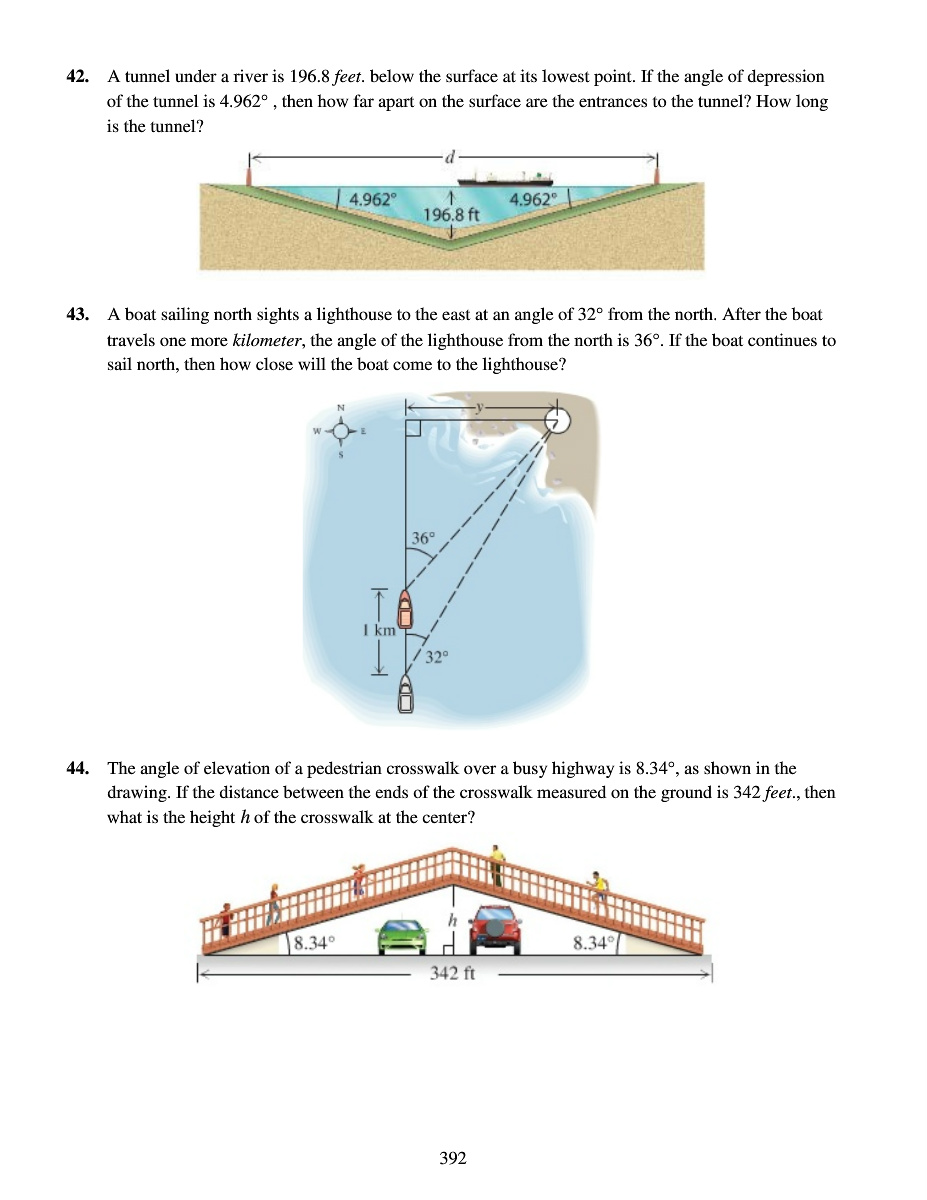 42. A tunnel under a river is 196.8 feet. below the surface at its lowest point. If the angle of depression
of the tunnel is 4.962° , then how far apart on the surface are the entrances to the tunnel? How long
is the tunnel?
d
4.962°
4.962°
196.8 ft
43. A boat sailing north sights a lighthouse to the east at an angle of 32° from the north. After the boat
travels one more kilometer, the angle of the lighthouse from the north is 36°. If the boat continues to
sail north, then how close will the boat come to the lighthouse?
y
N
W E
S
36°
1 km
32°
44. The angle of elevation of a pedestrian crosswalk over a busy highway is 8.34°, as shown in the
drawing. If the distance between the ends of the crosswalk measured on the ground is 342 feet., then
what is the height h of the crosswalk at the center?
h
8.34°
8.34°
342 ft
392